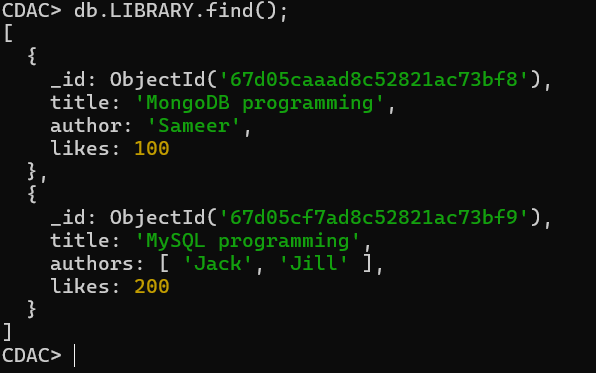 CDAC> db.LIBRARY.find();
[
  {
    _id: ObjectId('67d05caaad8c52821ac73bf8'),
    title: 'MongoDB programming',
    author: 'Sameer',
    likes: 100
  },
  {
    _id: ObjectId('67d05cf7ad8c52821ac73bf9'),
    title: 'MySQL programming',
    authors: [ 'Jack', 'Jill' ],
    likes: 200
  }
]
CDAC>